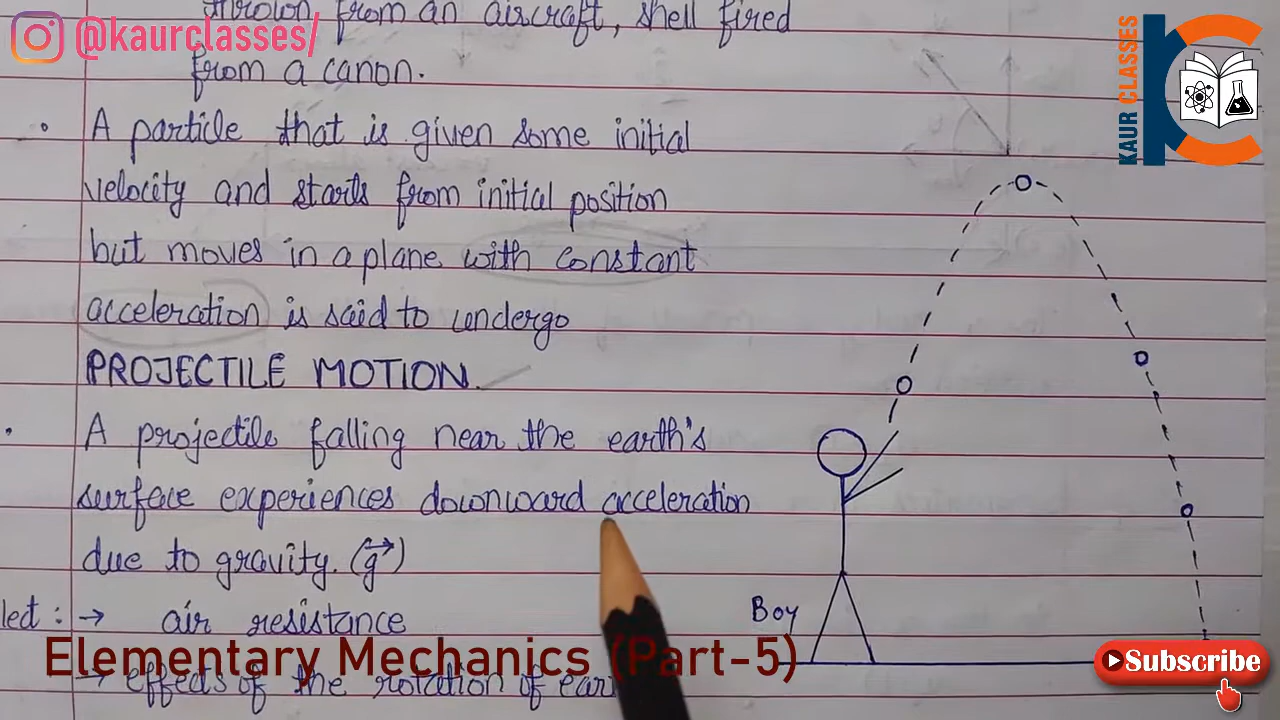 thrown from an aircraft, shell fired
@kaurclasses/
from a canon.
KAUR CLASSES
• A particle that is given some initial
velocity and starts from initial position
but moves in a plane with constant
acceleration is said to undergo
PROJECTILE MOTION.
• A projectile falling near the earth's
surface experiences downward acceleration
due to gravity. (g→)
Boy
led : → air resistance
Elementary Mechanics (Part-5)
Subscribe
→ effects of the rotation of